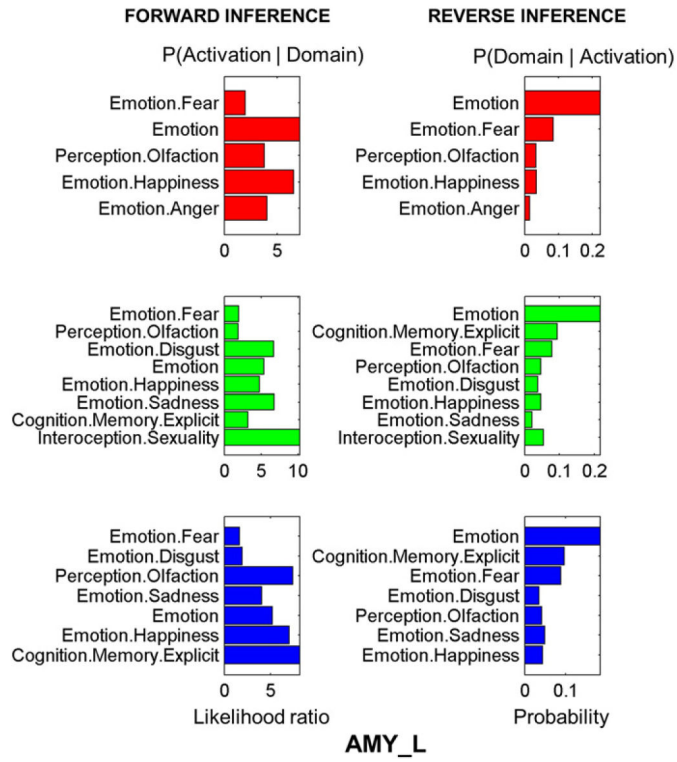 FORWARD INFERENCE
REVERSE INFERENCE
P(Activation | Domain)
P(Domain | Activation)
Emotion.Fear
Emotion
Perception.Olfaction
Emotion.Happiness
Emotion.Anger
0 5
Emotion
Emotion.Fear
Perception.Olfaction
Emotion.Happiness
Emotion.Anger
0 0.1 0.2
Emotion.Fear
Perception.Olfaction
Emotion.Disgust
Emotion
Emotion.Happiness
Emotion.Sadness
Cognition.Memory.Explicit
Interoception.Sexuality
0 5 10
Emotion
Cognition.Memory.Explicit
Emotion.Fear
Perception.Olfaction
Emotion.Disgust
Emotion.Happiness
Emotion.Sadness
Interoception.Sexuality
0 0.1 0.2
Emotion.Fear
Emotion.Disgust
Perception.Olfaction
Emotion.Sadness
Emotion
Emotion.Happiness
Cognition.Memory.Explicit
0 5
Likelihood ratio
Emotion
Cognition.Memory.Explicit
Emotion.Fear
Emotion.Disgust
Perception.Olfaction
Emotion.Sadness
Emotion.Happiness
0 0.1
Probability
AMY_L